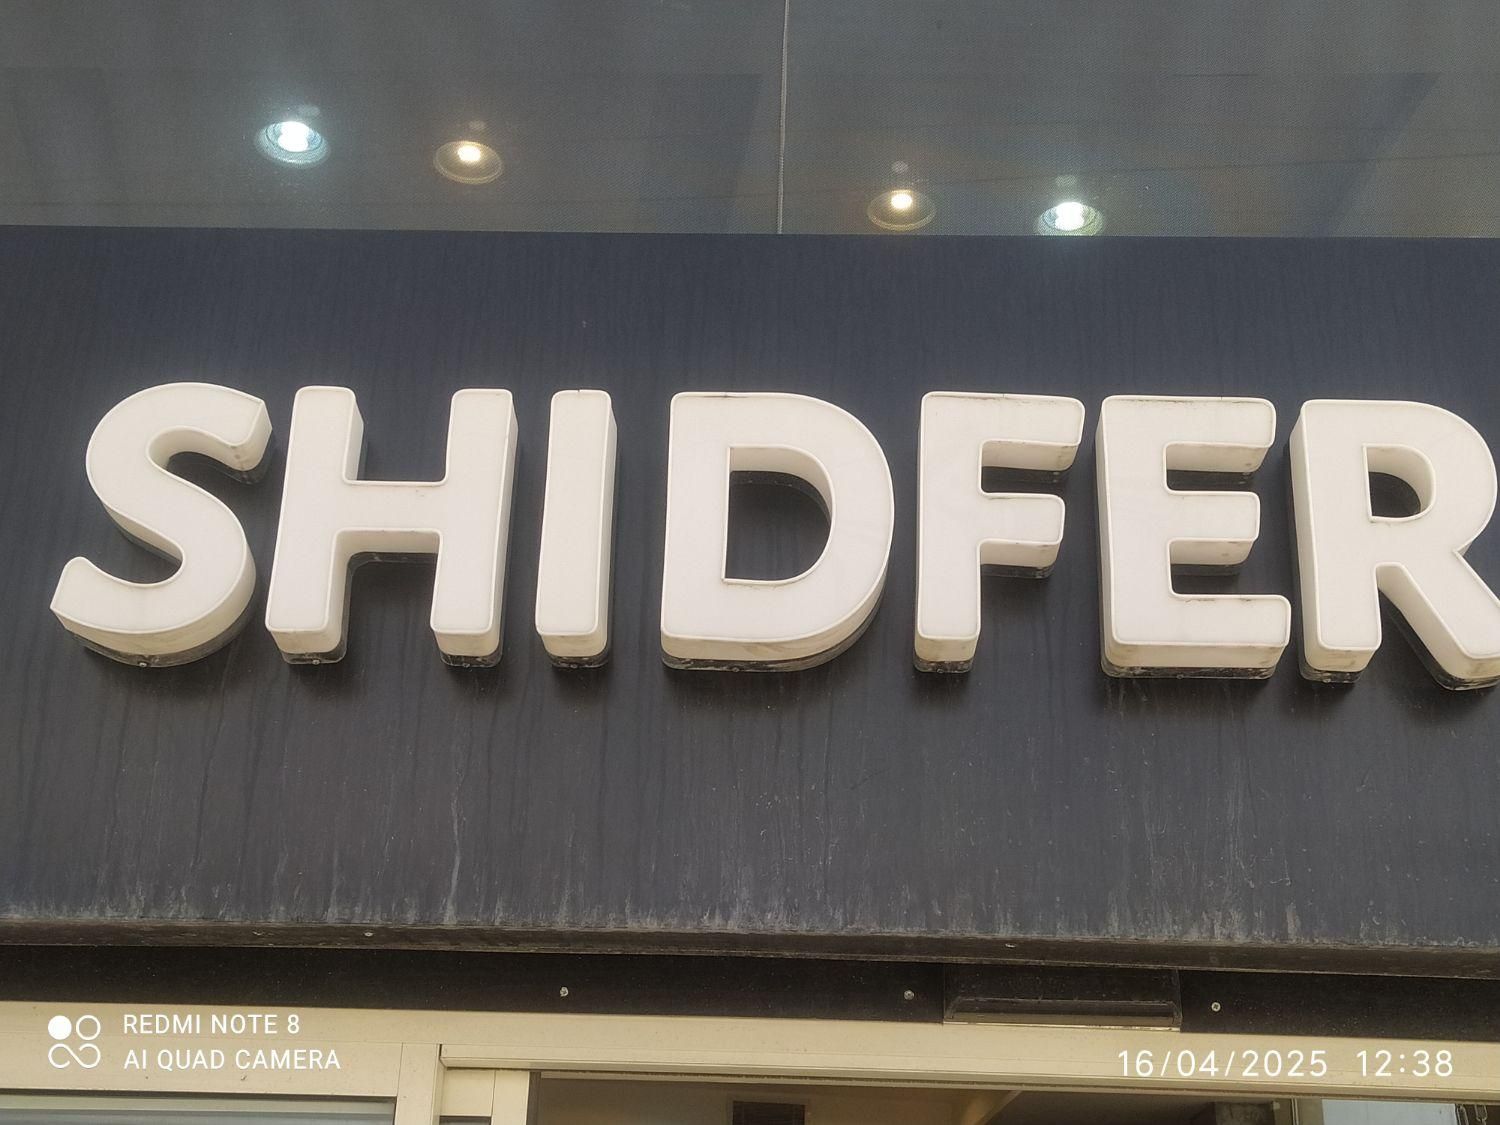 SHIDFER
REDMI NOTE 8
AI QUAD CAMERA
16/04/2025 12:38